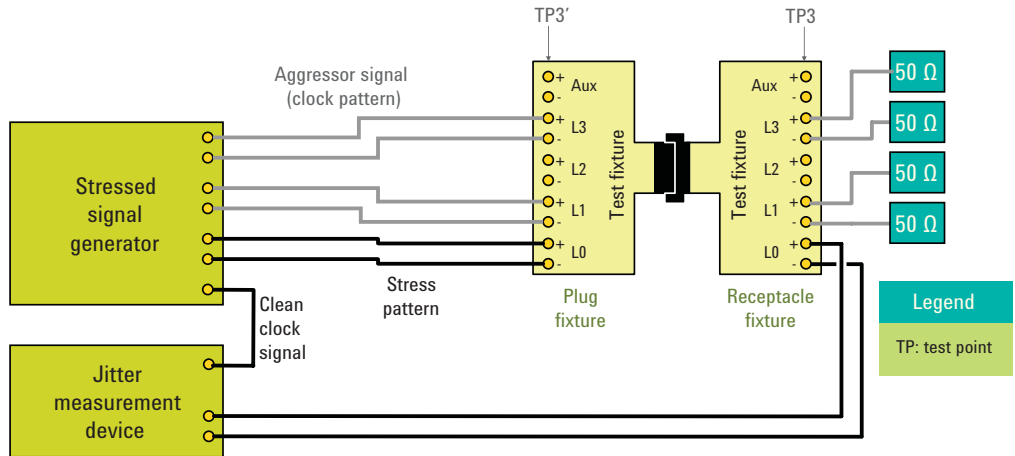 TP3'
TP3
Aggressor signal
(clock pattern)
Stressed
signal
generator
Clean
clock
signal
Stress
pattern
Jitter
measurement
device
+
Aux
-
+
L3
-
+
L2
-
+
L1
-
+
L0
-
Test fixture
Plug
fixture
Test fixture
+
Aux
-
+
L3
-
+
L2
-
+
L1
-
+
L0
-
Receptacle
fixture
50 Ω
50 Ω
50 Ω
50 Ω
Legend
TP: test point